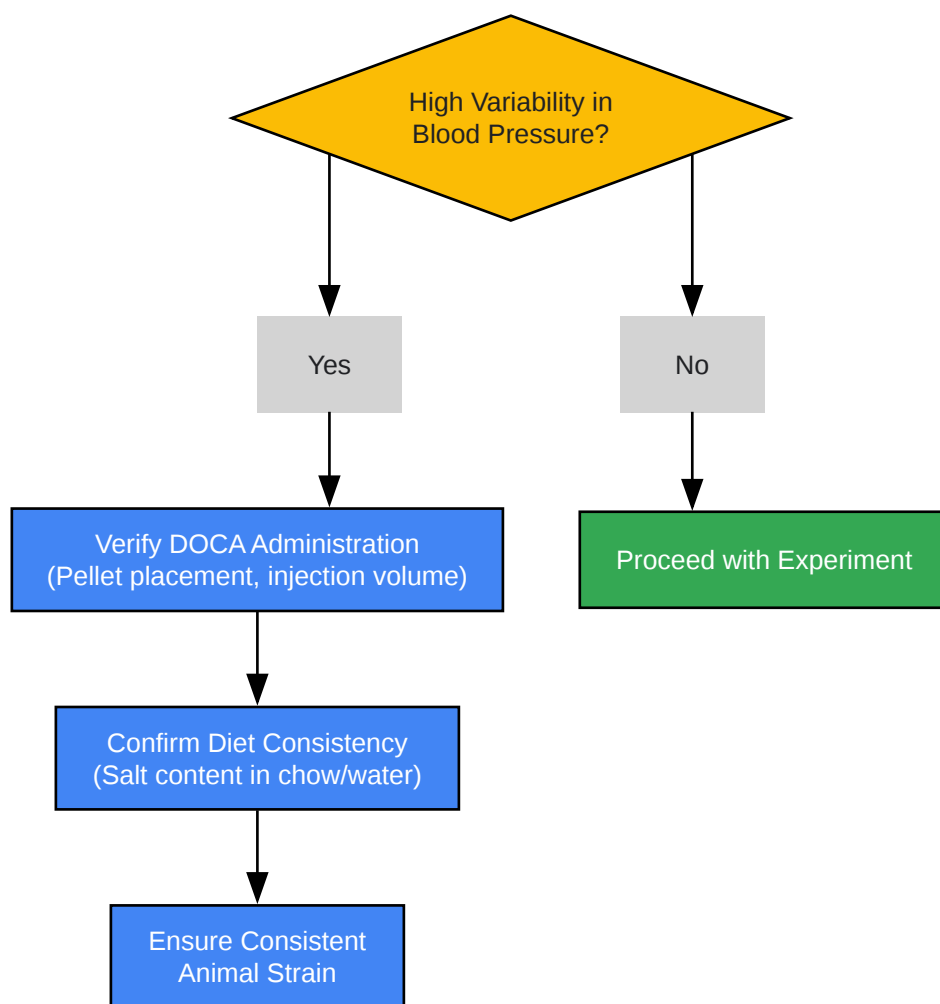 High Variability in
Blood Pressure?
Yes
No
Verify DOCA Administration
(Pellet placement, injection volume)
Proceed with Experiment
Confirm Diet Consistency
(Salt content in chow/water)
Ensure Consistent
Animal Strain